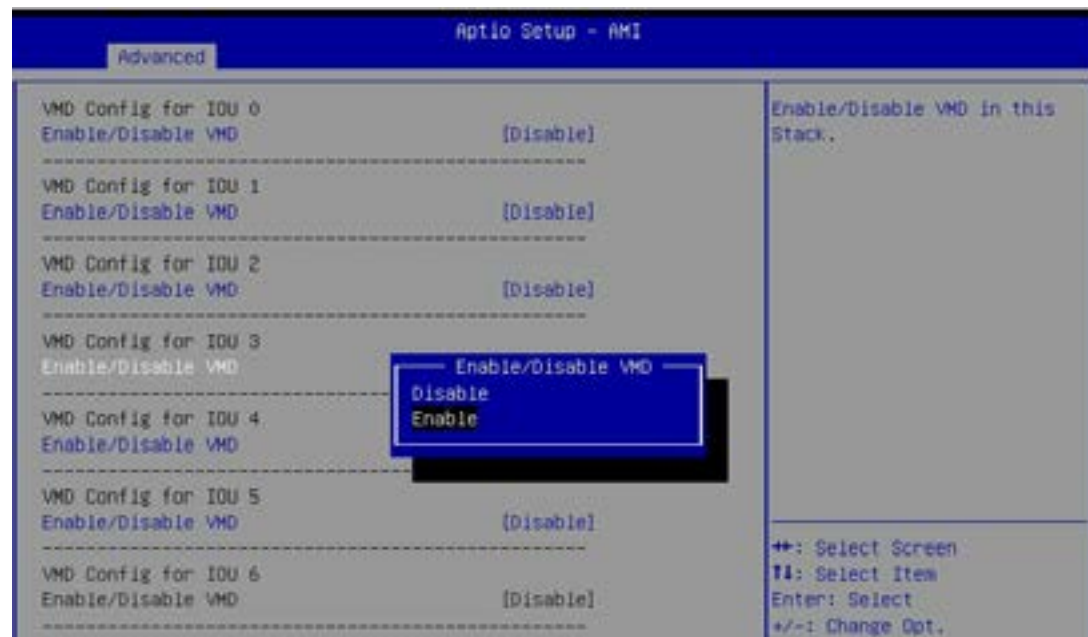 Aptio Setup - AMI
Advanced
VMD Config for IOU 0
Enable/Disable VMD [Disable]
--------------------------------------------------
VMD Config for IOU 1
Enable/Disable VMD [Disable]
--------------------------------------------------
VMD Config for IOU 2
Enable/Disable VMD [Disable]
--------------------------------------------------
VMD Config for IOU 3
Enable/Disable VMD
--------------------------------------------------
VMD Config for IOU 4
Enable/Disable VMD
--------------------------------------------------
VMD Config for IOU 5
Enable/Disable VMD [Disable]
--------------------------------------------------
VMD Config for IOU 6
Enable/Disable VMD [Disable]
--------------------------------------------------
Enable/Disable VMD
Disable
Enable
Enable/Disable VMD in this
Stack.
→←: Select Screen
↑↓: Select Item
Enter: Select
+/-: Change Opt.